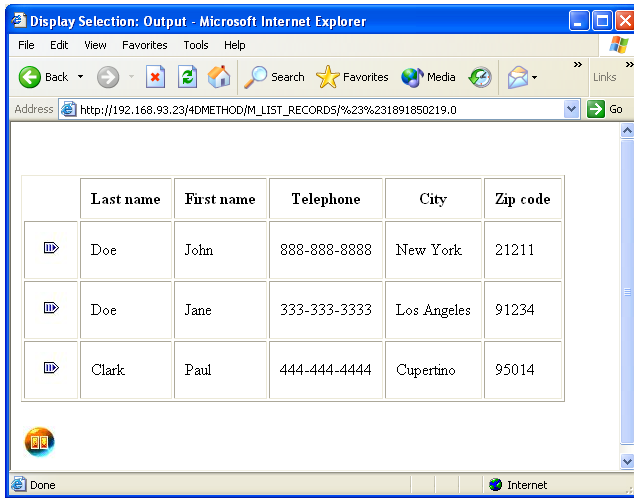 Display Selection: Output - Microsoft Internet Explorer
File Edit View Favorites Tools Help
Back Search Favorites Media » Links »
Address http://192.168.93.23/4DMETHOD/M_LIST_RECORDS/%23%231891850219.0 Go
Last name First name Telephone City Zip code
Doe John 888-888-8888 New York 21211
Doe Jane 333-333-3333 Los Angeles 91234
Clark Paul 444-444-4444 Cupertino 95014
Done Internet